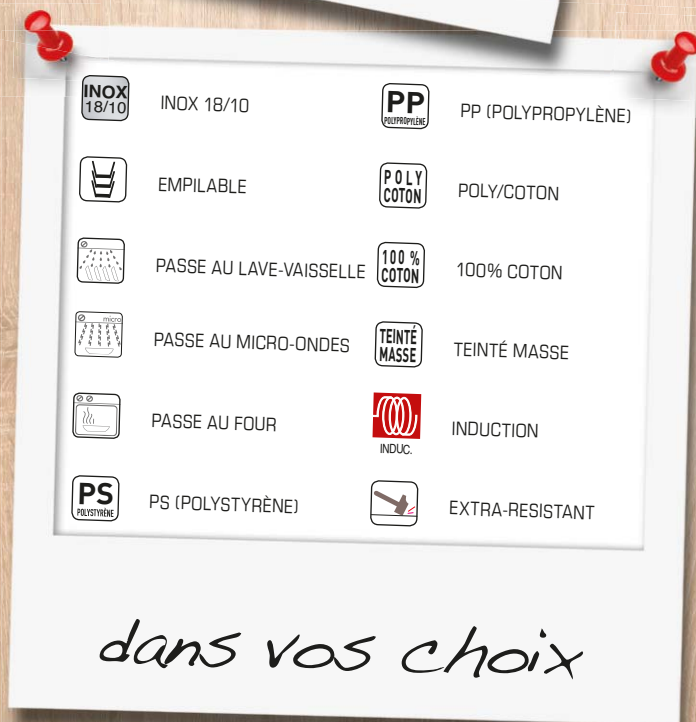 INOX
18/10
INOX 18/10
EMPILABLE
PASSE AU LAVE-VAISSELLE
micro
PASSE AU MICRO-ONDES
PASSE AU FOUR
PS
POLYSTYRÈNE
PS (POLYSTYRÈNE)
PP
POLYPROPYLÈNE
PP (POLYPROPYLÈNE)
POLY
COTON
POLY/COTON
100 %
COTON
100% COTON
TEINTÉ
MASSE
TEINTÉ MASSE
INDUC.
INDUCTION
EXTRA-RESISTANT
dans vos choix